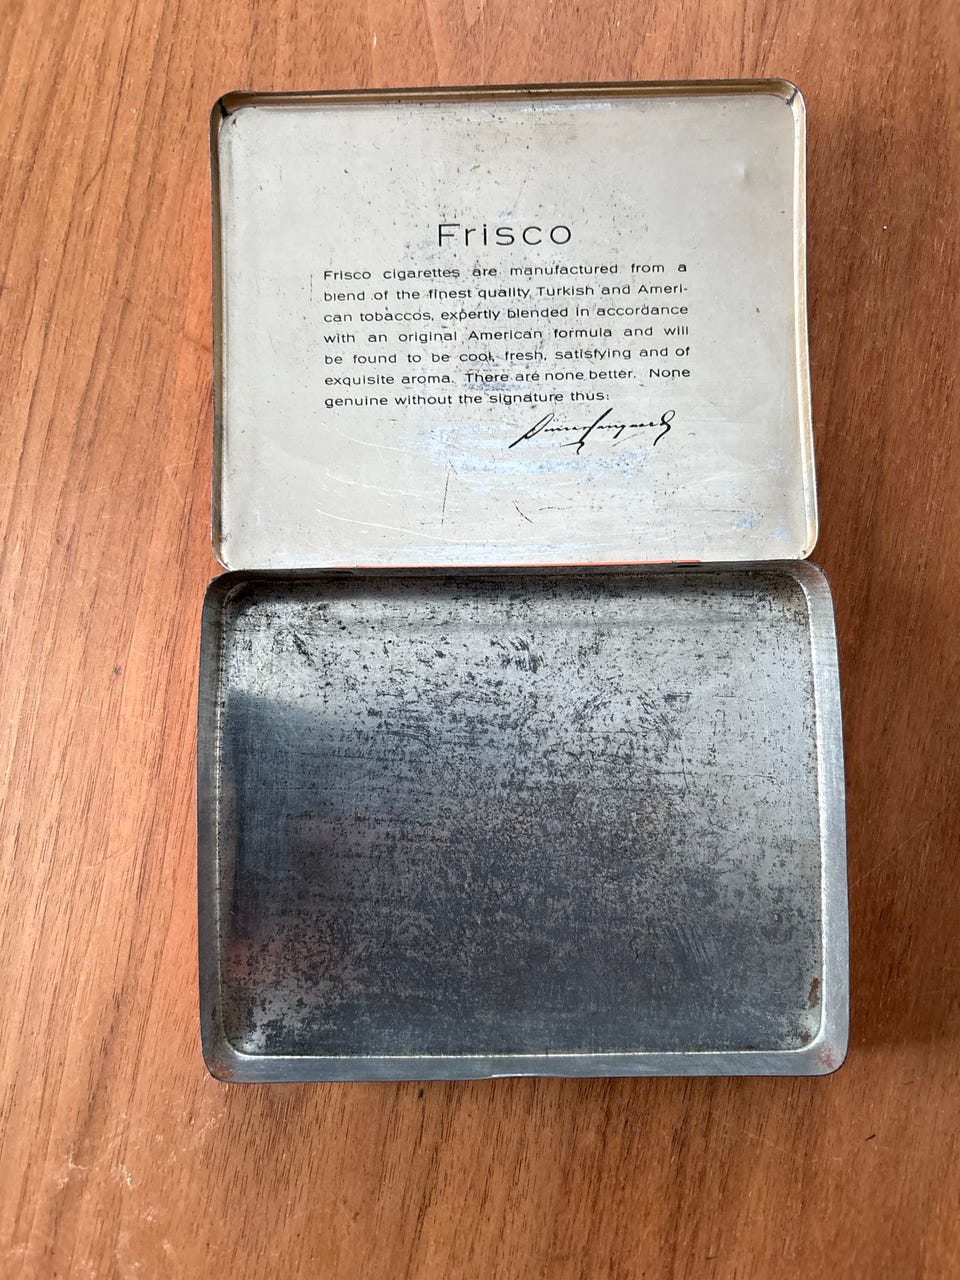 Frisco
Frisco cigarettes are manufactured from a
blend of the finest quality Turkish and Ameri-
can tobaccos, expertly blended in accordance
with an original American formula and will
be found to be cool, fresh, satisfying and of
exquisite aroma. There are none better. None
genuine without the signature thus: